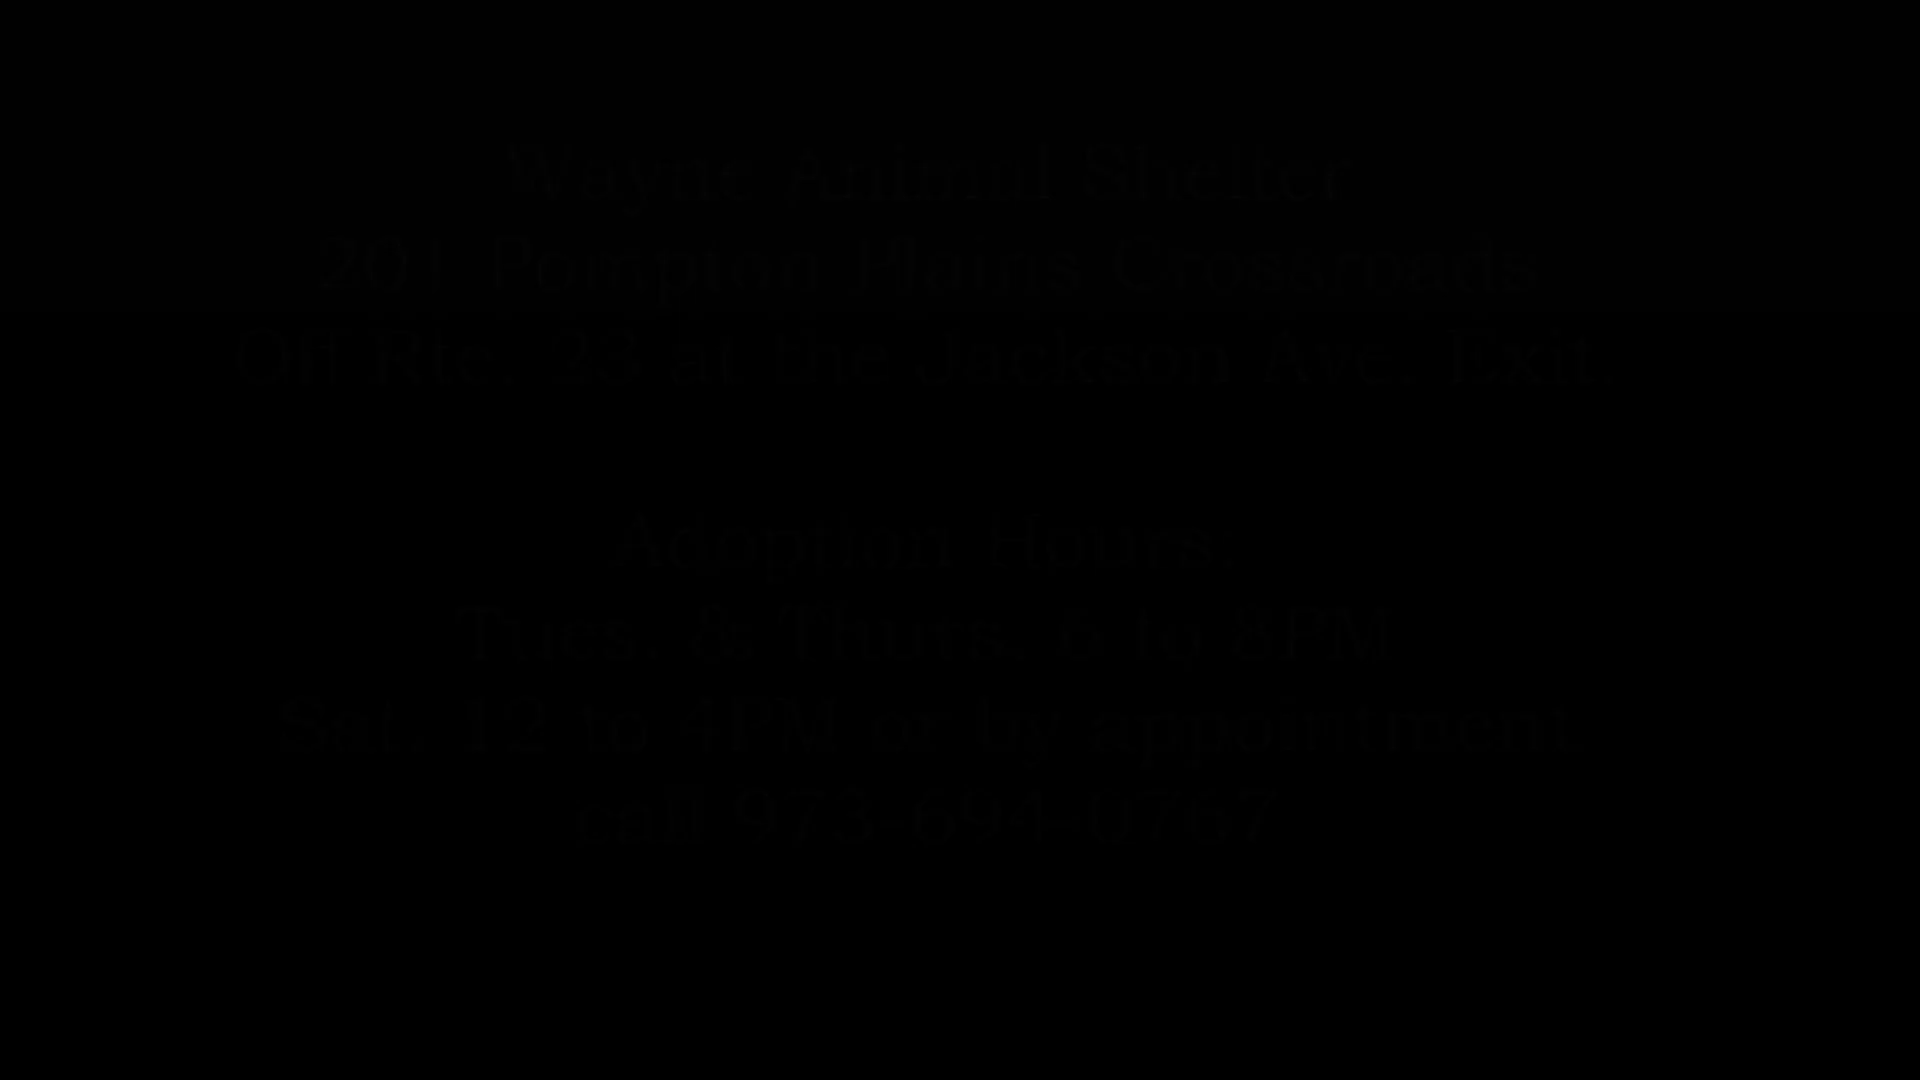 Wayne Animal Shelter
201 Pompton Plains Crossroads
Off Rte. 23 at the Jackson Ave. Exit.
Adoption Hours:
Tues. & Thurs. 6 to 8PM
Sat. 12 to 4PM or by appointment
call 973-694-0767